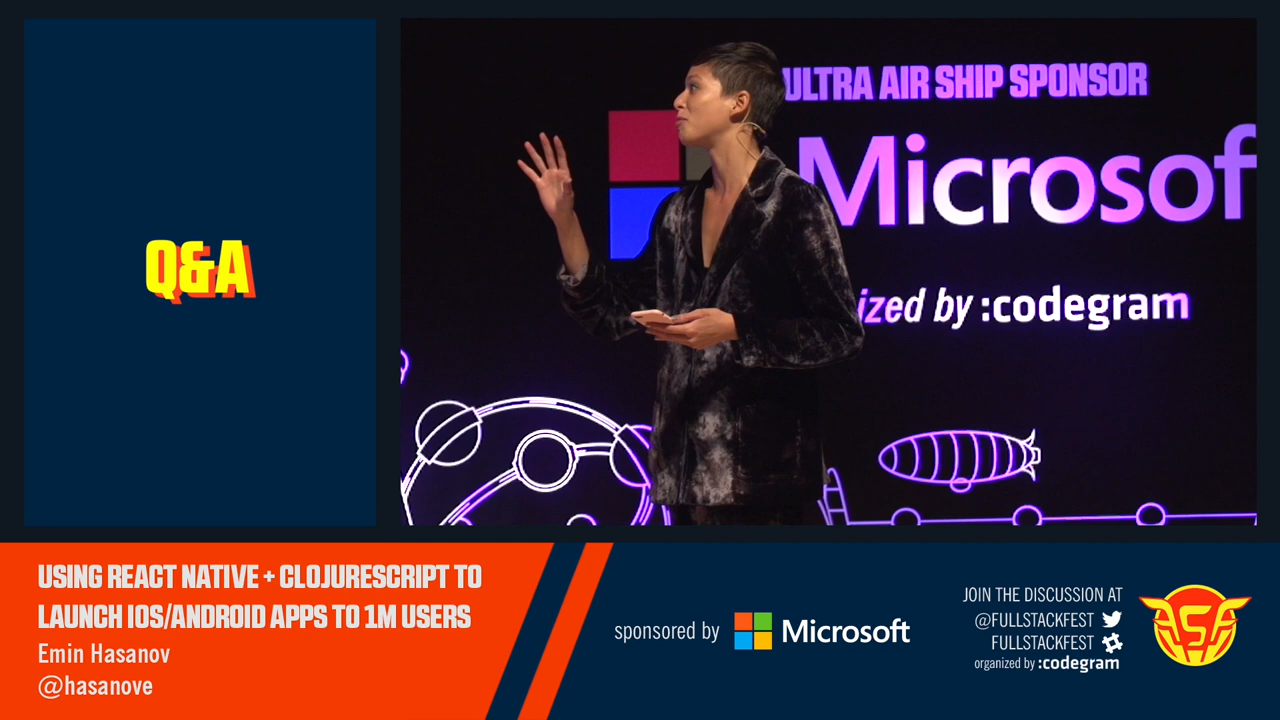 Q&A
ULTRA AIR SHIP SPONSOR
Microsof
ized by :codegram
USING REACT NATIVE + CLOJURESCRIPT TO
LAUNCH IOS/ANDROID APPS TO 1M USERS
Emin Hasanov
@hasanove
sponsored by Microsoft
JOIN THE DISCUSSION AT
@FULLSTACKFEST
FULLSTACKFEST
organized by :codegram
FSF